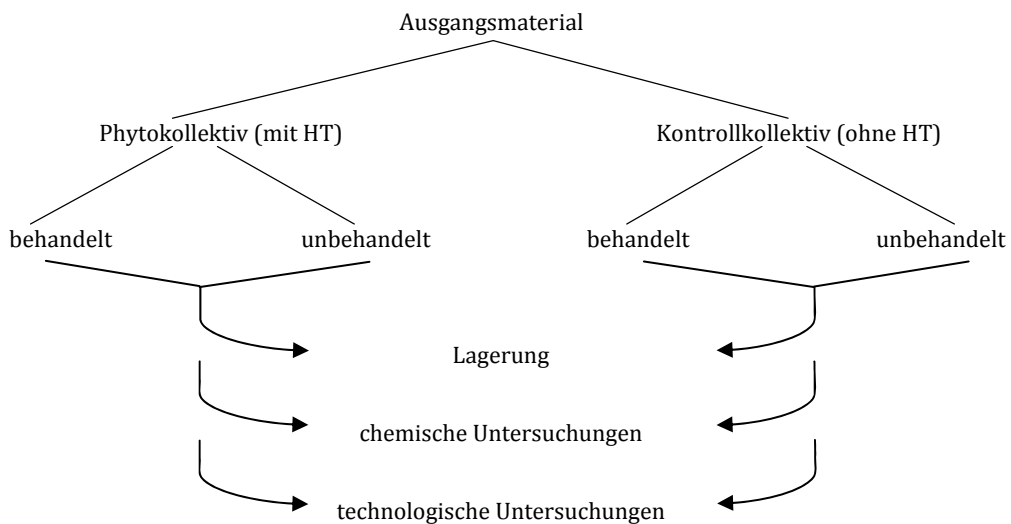 Ausgangsmaterial
Phytokollektiv (mit HT)
Kontrollkollektiv (ohne HT)
behandelt
unbehandelt
behandelt
unbehandelt
Lagerung
chemische Untersuchungen
technologische Untersuchungen